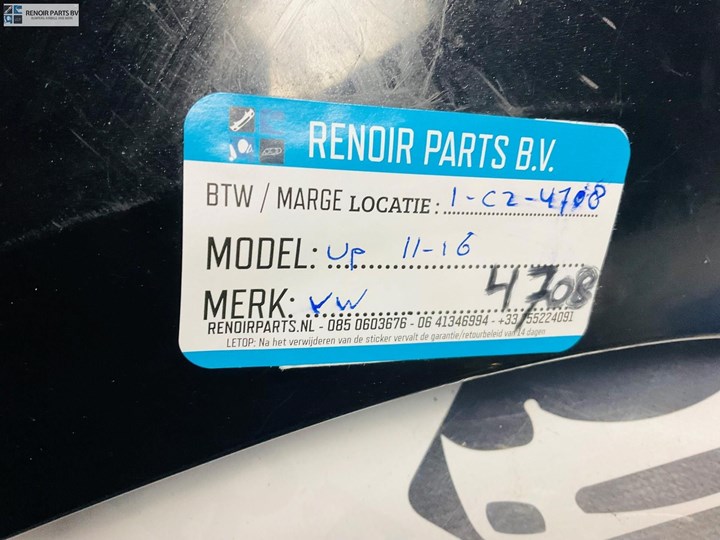 RENOIR PARTS BV
RENOIR PARTS B.V.
BTW / MARGE LOCATIE: 1-C2-4708
MODEL: Up 11-16
MERK: VW
4708
RENOIRPARTS.NL - 085 0603676 - 06 41346994 - +33 755224091
LETOP: Na het verwijderen van de sticker vervalt de garantie/retourbeleid van 14 dagen